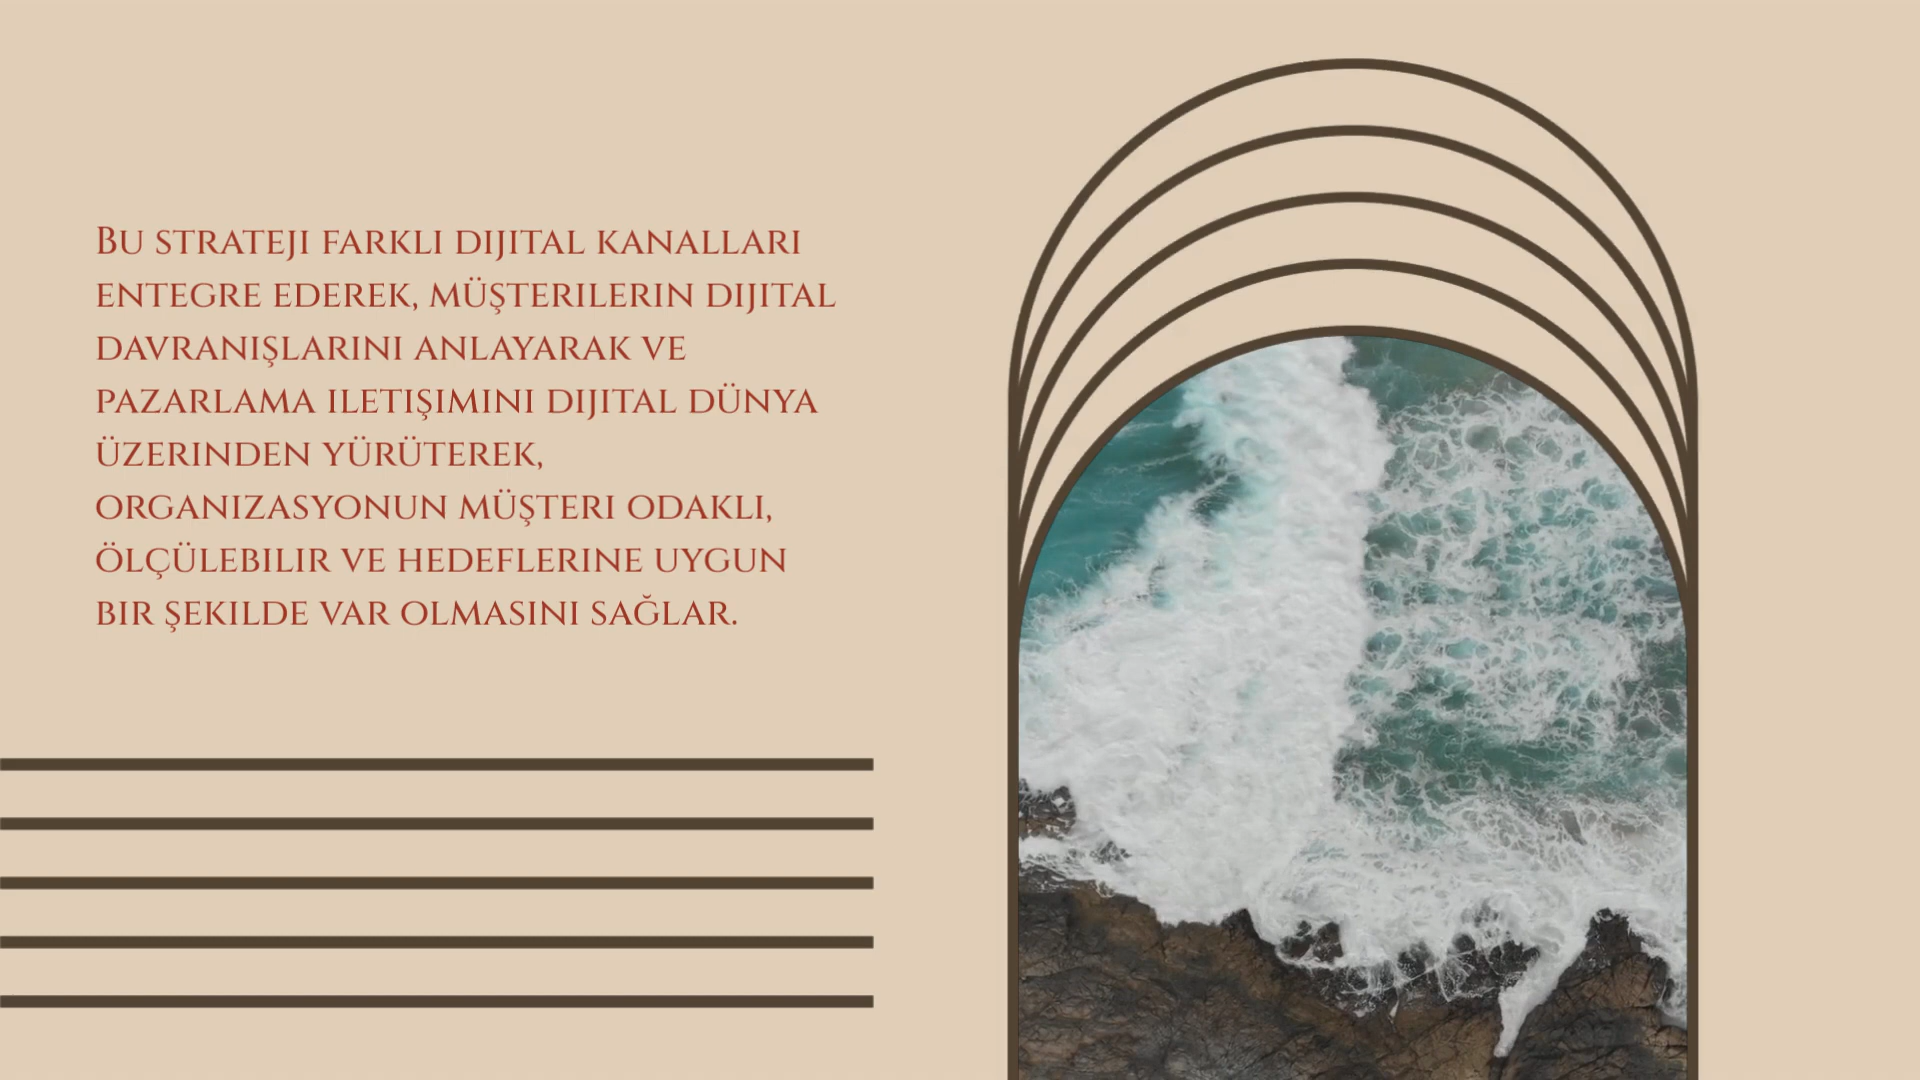 Bu strateji farklı dijital kanalları
entegre ederek, müşterilerin dijital
davranışlarını anlayarak ve
pazarlama iletişimini dijital dünya
üzerinden yürüterek,
organizasyonun müşteri odaklı,
ölçülebilir ve hedeflerine uygun
bir şekilde var olmasını sağlar.